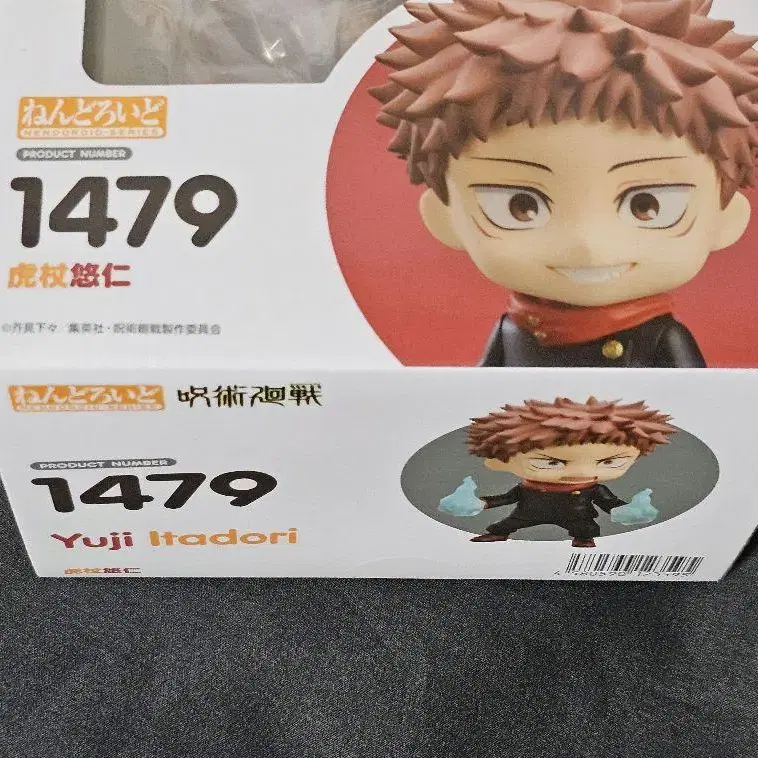 ねんどろいど
NENDOROID-SERIES
PRODUCT NUMBER
1479
虎杖悠仁
©芥見下々/集英社・呪術廻戦製作委員会
ねんどろいど
NENDOROID-SERIES
呪術廻戦
PRODUCT NUMBER
1479
Yuji Itadori
虎杖悠仁